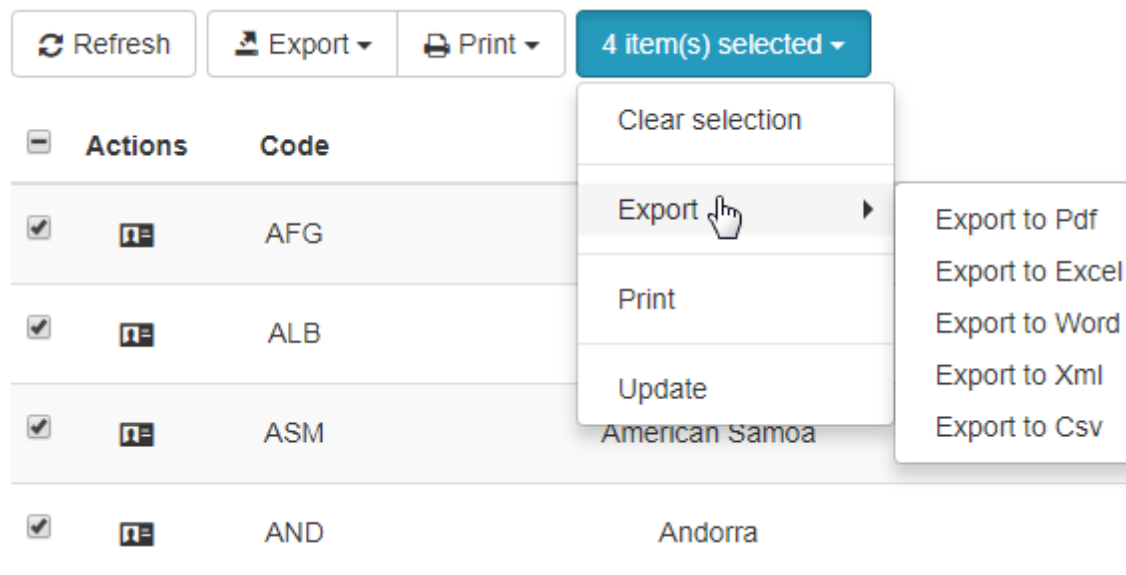 Refresh Export Print 4 item(s) selected
Clear selection
Actions Code
Export
Export to Pdf
AFG
Export to Excel
Print
Export to Word
ALB
Export to Xml
Update
Export to Csv
ASM American Samoa
AND Andorra